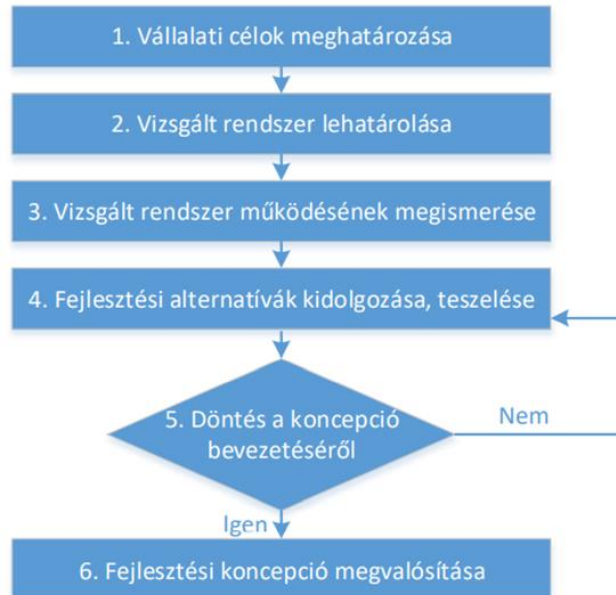 1. Vállalati célok meghatározása
2. Vizsgált rendszer lehatárolása
3. Vizsgált rendszer működésének megismerése
4. Fejlesztési alternatívák kidolgozása, teszelése
5. Döntés a koncepció
bevezetéséről
Nem
Igen
6. Fejlesztési koncepció megvalósítása